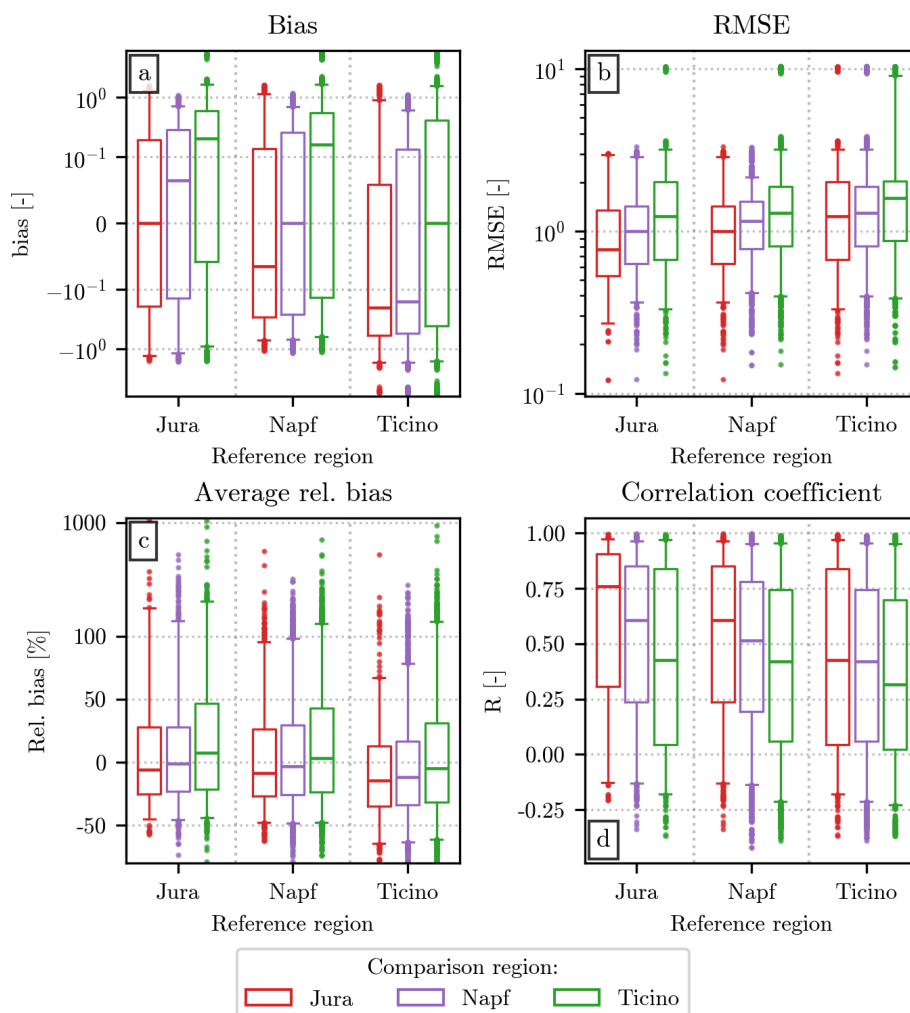 Bias
a
10^0
10^-1
0
−10^-1
−10^0
bias [-]
Jura Napf Ticino
Reference region
RMSE
b
10^1
10^0
10^-1
RMSE [-]
Jura Napf Ticino
Reference region
Average rel. bias
c
1000
100
50
0
-50
Rel. bias [%]
Jura Napf Ticino
Reference region
Correlation coefficient
1.00
0.75
0.50
0.25
0.00
-0.25
R [-]
d
Jura Napf Ticino
Reference region
Comparison region:
Jura Napf Ticino